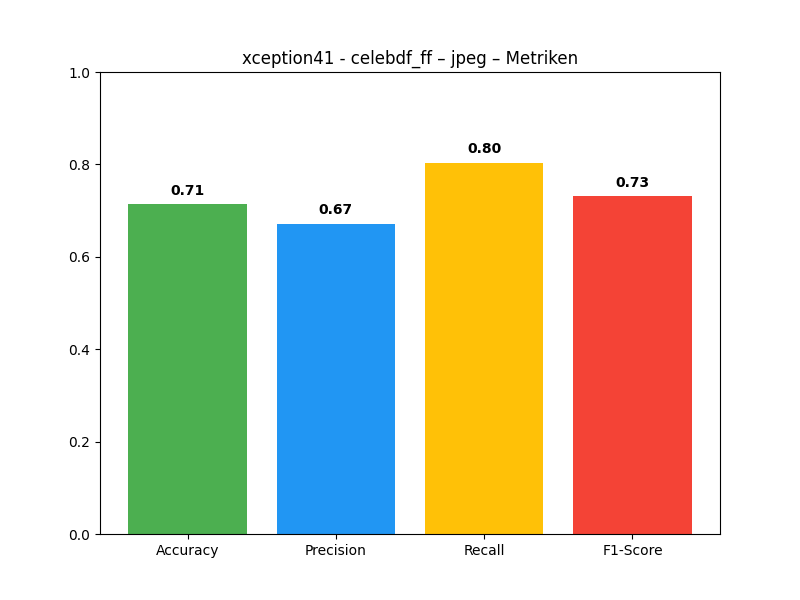 xception41 - celebdf_ff – jpeg – Metriken
1.0
0.8
0.6
0.4
0.2
0.0
0.71
0.67
0.80
0.73
Accuracy
Precision
Recall
F1-Score